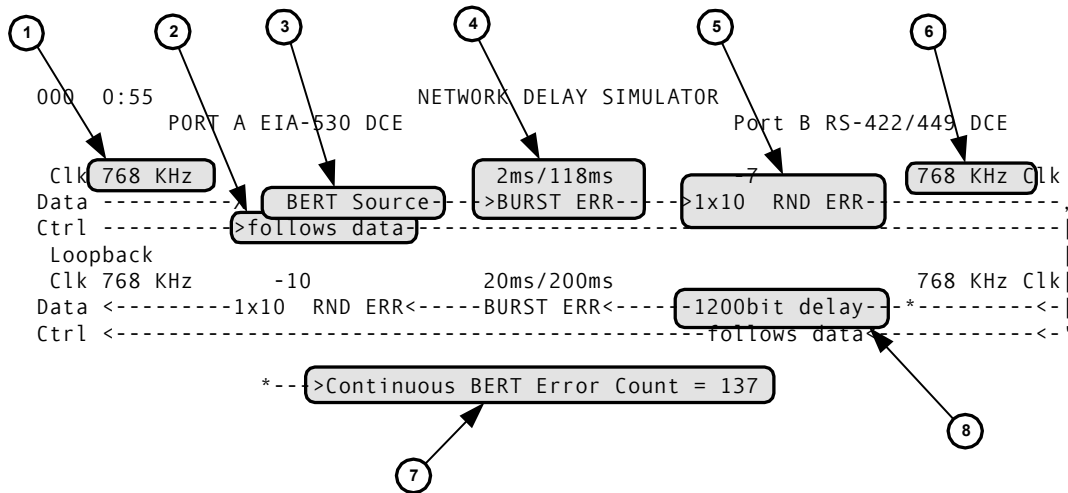 1 2 3 4 5 6
000 0:55 NETWORK DELAY SIMULATOR
PORT A EIA-530 DCE Port B RS-422/449 DCE
Clk 768 KHz 2ms/118ms -7 768 KHz Clk
Data ----------X BERT Source---->BURST ERR---->1x10 RND ERR----------------,
Ctrl ---------->follows data--------------------------------------------------|
Loopback |
Clk 768 KHz -10 20ms/200ms 768 KHz Clk|
Data <---------1x10 RND ERR<-----BURST ERR<------1200bit delay--*---------<-|
Ctrl <---------------------------------------------follows data<------------<-'
*--->Continuous BERT Error Count = 137
7 8